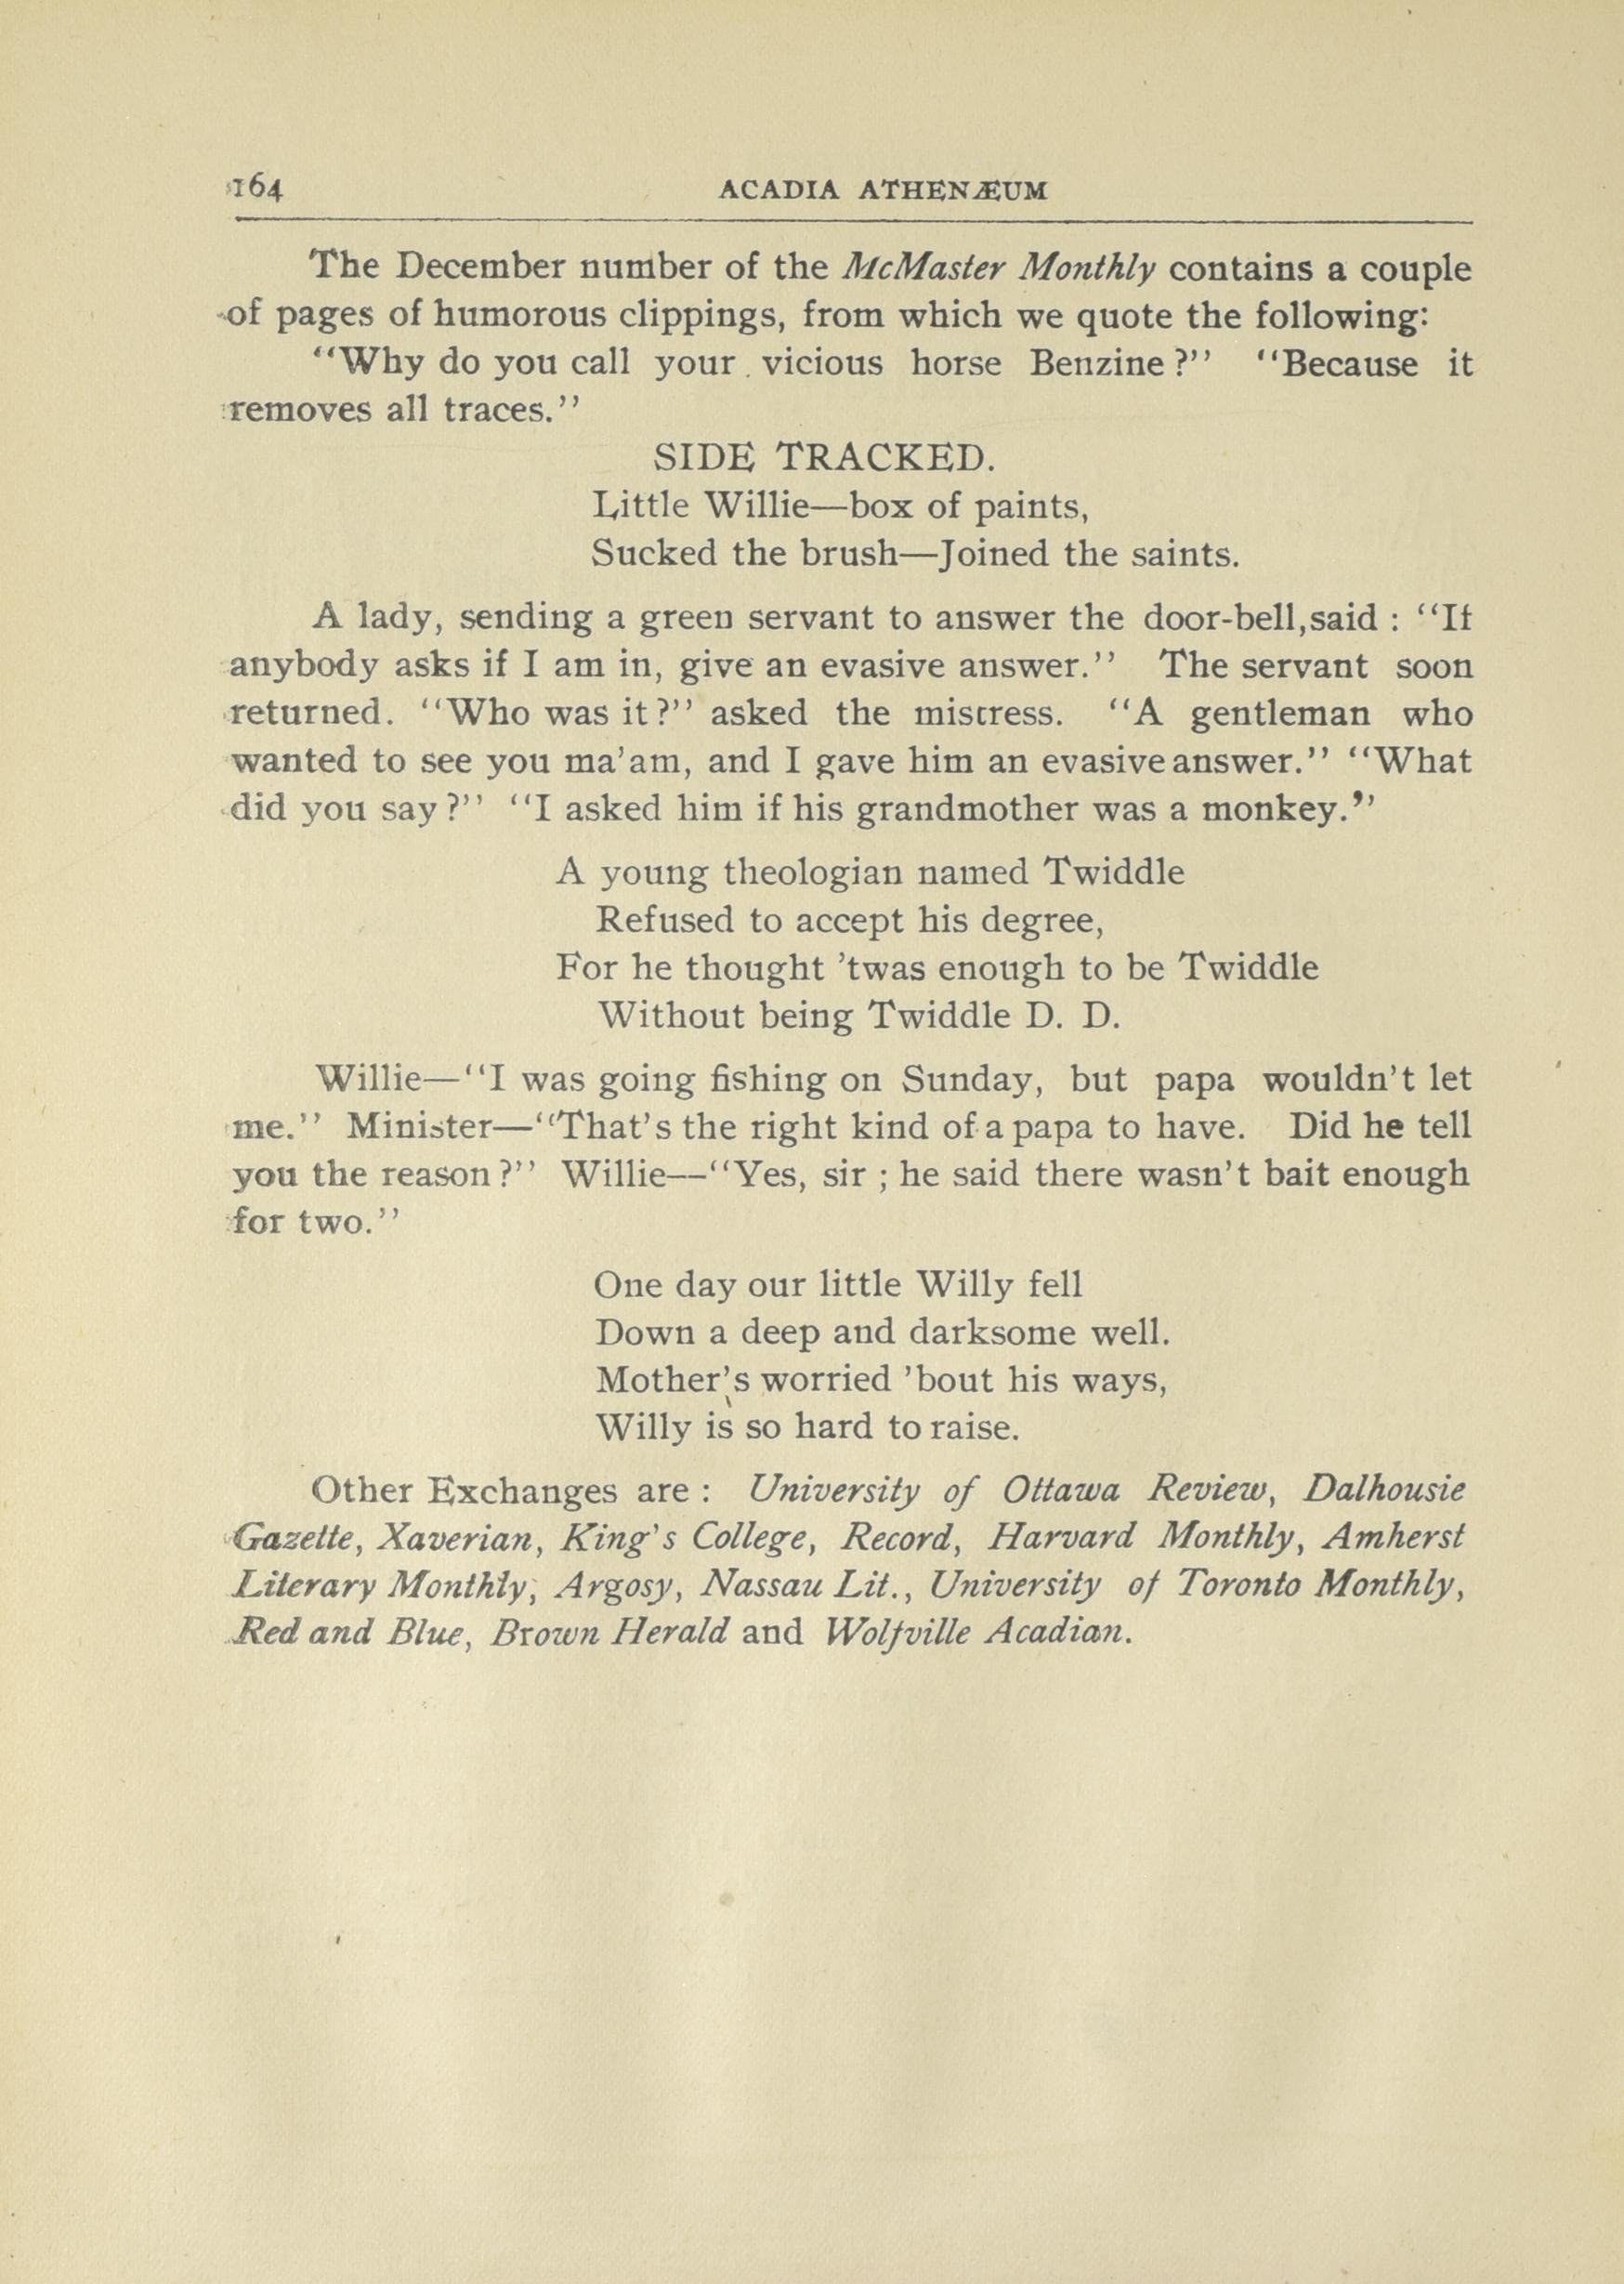 164
ACADIA ATHENÆUM
The December number of the McMaster Monthly contains a couple
of pages of humorous clippings, from which we quote the following:
"Why do you call your vicious horse Benzine?" "Because it
removes all traces."
SIDE TRACKED.
Little Willie—box of paints,
Sucked the brush—Joined the saints.
A lady, sending a green servant to answer the door-bell, said : "If
anybody asks if I am in, give an evasive answer." The servant soon
returned. "Who was it?" asked the mistress. "A gentleman who
wanted to see you ma'am, and I gave him an evasive answer." "What
did you say?" "I asked him if his grandmother was a monkey."
A young theologian named Twiddle
Refused to accept his degree,
For he thought 'twas enough to be Twiddle
Without being Twiddle D. D.
Willie—"I was going fishing on Sunday, but papa wouldn't let
me." Minister—"That's the right kind of a papa to have. Did he tell
you the reason?" Willie—"Yes, sir ; he said there wasn't bait enough
for two."
One day our little Willy fell
Down a deep and darksome well.
Mother's worried 'bout his ways,
Willy is so hard to raise.
Other Exchanges are : University of Ottawa Review, Dalhousie
Gazette, Xaverian, King's College, Record, Harvard Monthly, Amherst
Literary Monthly, Argosy, Nassau Lit., University of Toronto Monthly,
Red and Blue, Brown Herald and Wolfville Acadian.